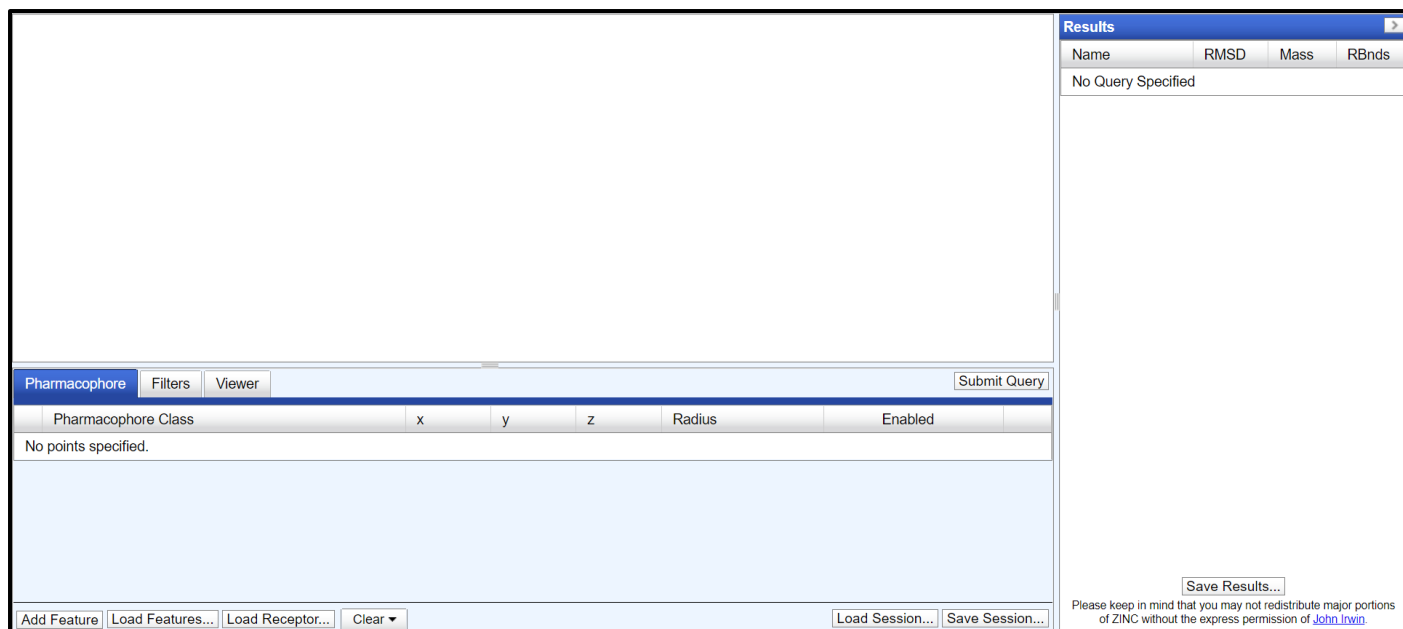 Results
Name RMSD Mass RBnds
No Query Specified
Pharmacophore Filters Viewer Submit Query
Pharmacophore Class x y z Radius Enabled
No points specified.
Save Results...
Please keep in mind that you may not redistribute major portions
of ZINC without the express permission of John Irwin.
Add Feature Load Features... Load Receptor... Clear Load Session... Save Session...